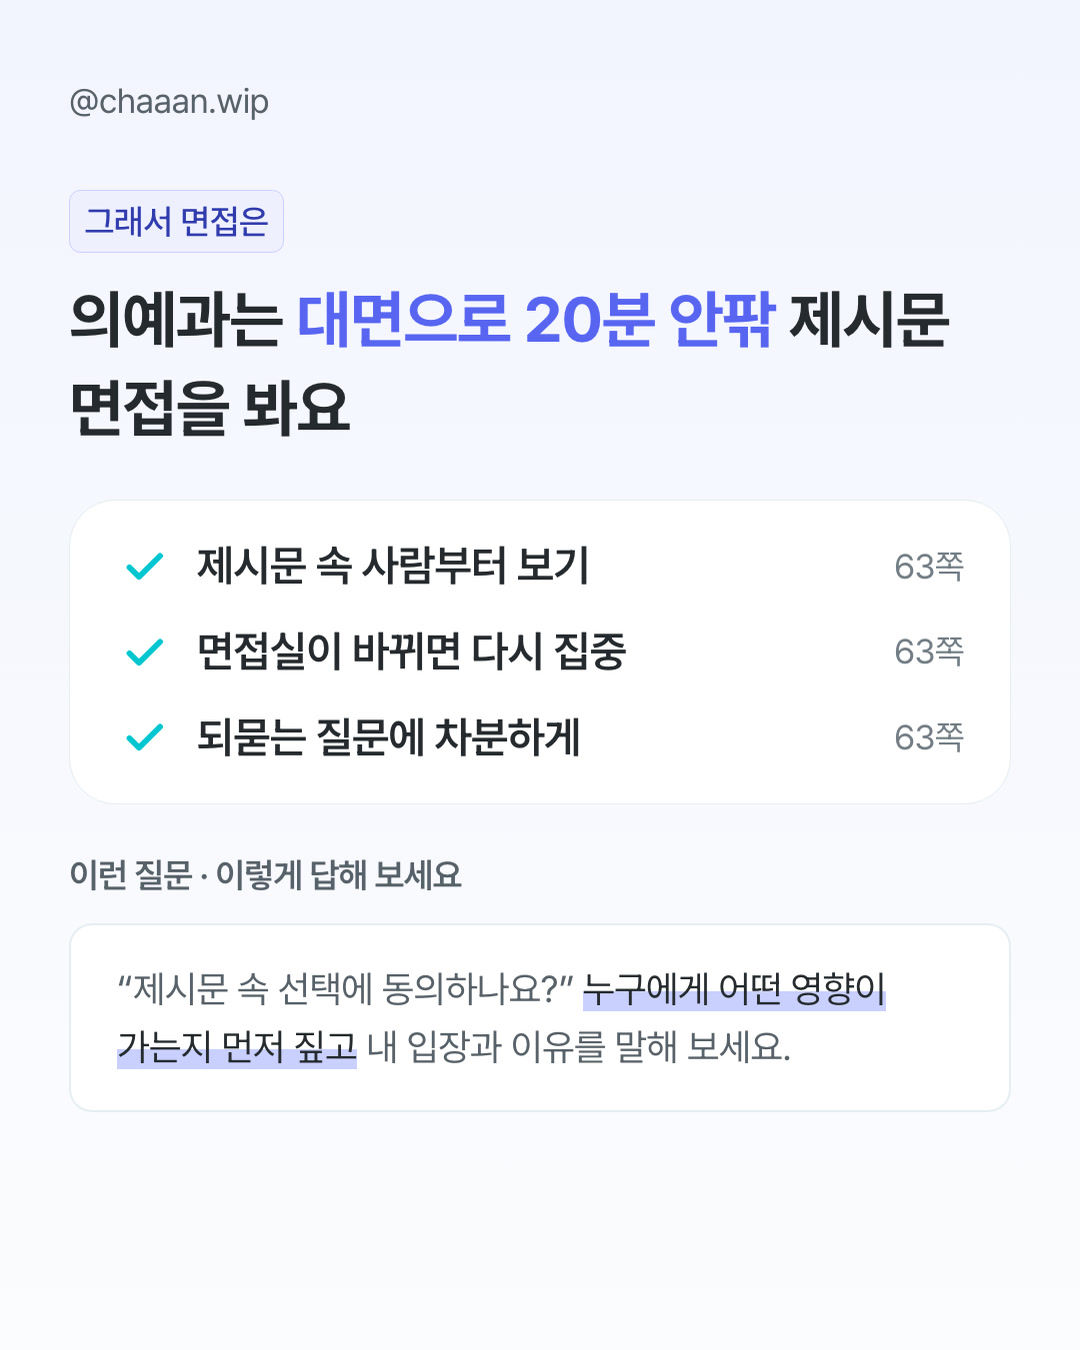 @chaaan.wip
그래서 면접은
의예과는 대면으로 20분 안팎 제시문
면접을 봐요
제시문 속 사람부터 보기 63쪽
면접실이 바뀌면 다시 집중 63쪽
되묻는 질문에 차분하게 63쪽
이런 질문 · 이렇게 답해 보세요
“제시문 속 선택에 동의하나요?” 누구에게 어떤 영향이
가는지 먼저 짚고 내 입장과 이유를 말해 보세요.